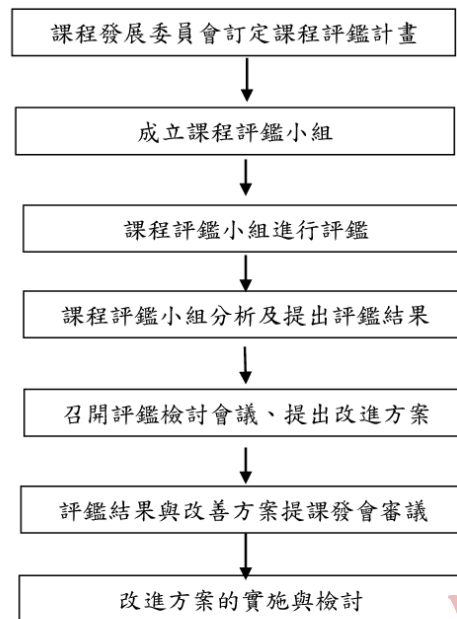 課程發展委員會訂定課程評鑑計畫
成立課程評鑑小組
課程評鑑小組進行評鑑
課程評鑑小組分析及提出評鑑結果
召開評鑑檢討會議、提出改進方案
評鑑結果與改善方案提課發會審議
改進方案的實施與檢討